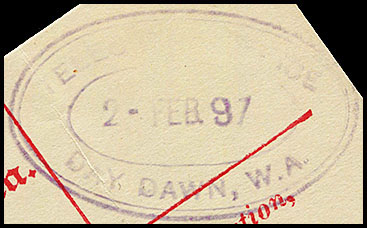 2 - FEB. 97
DAY DAWN, W.A.
a.
tion,